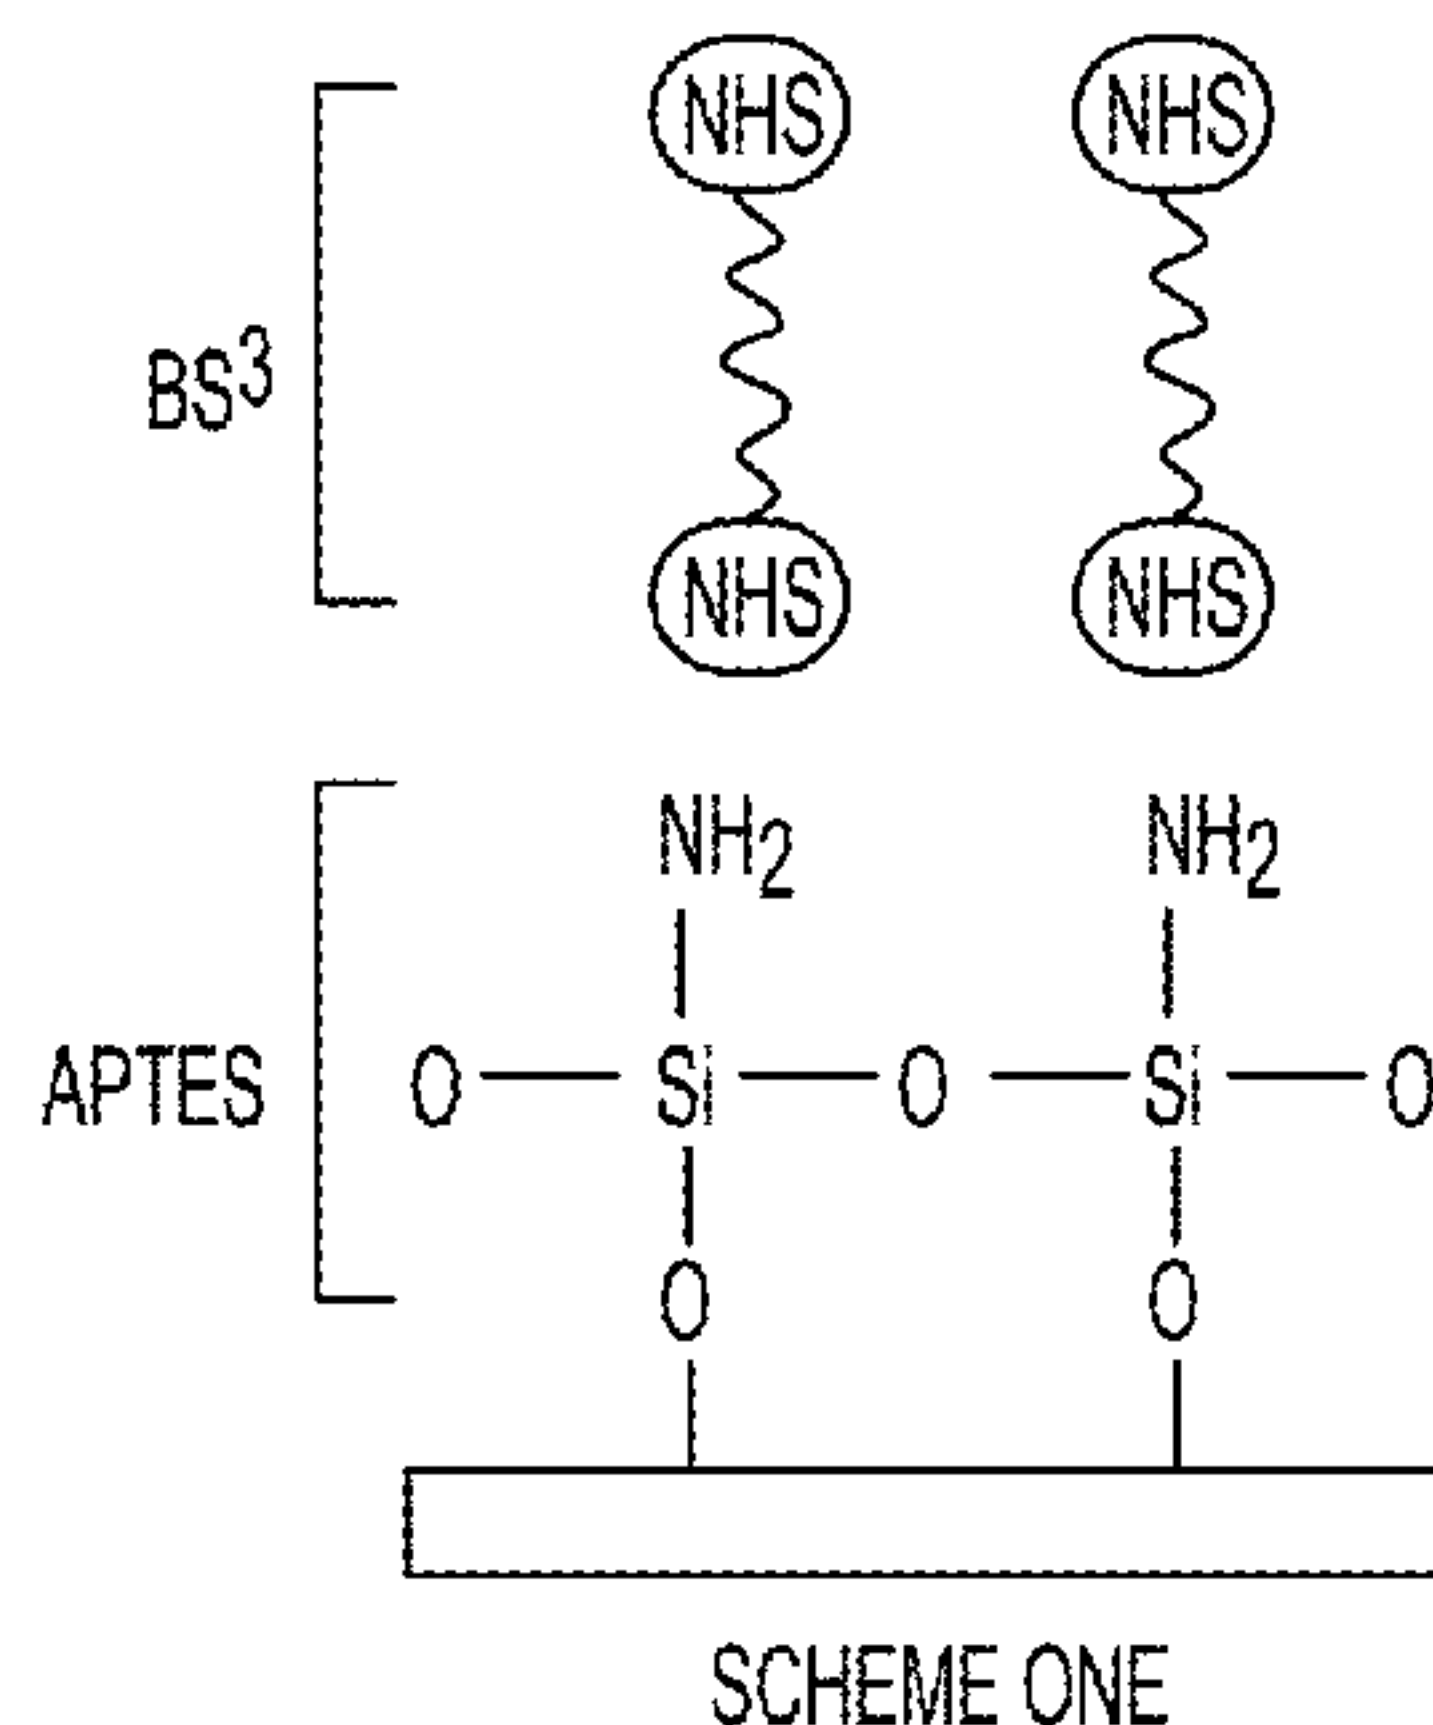 NHS NHS
BS³
NHS NHS
NH₂ NH₂
APTES O Si O Si O
O O
SCHEME ONE